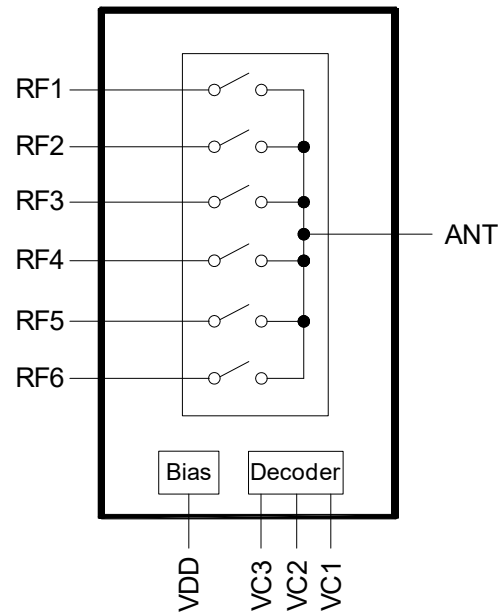 RF1
RF2
RF3
ANT
RF4
RF5
RF6
Bias
Decoder
VDD
VC3
VC2
VC1